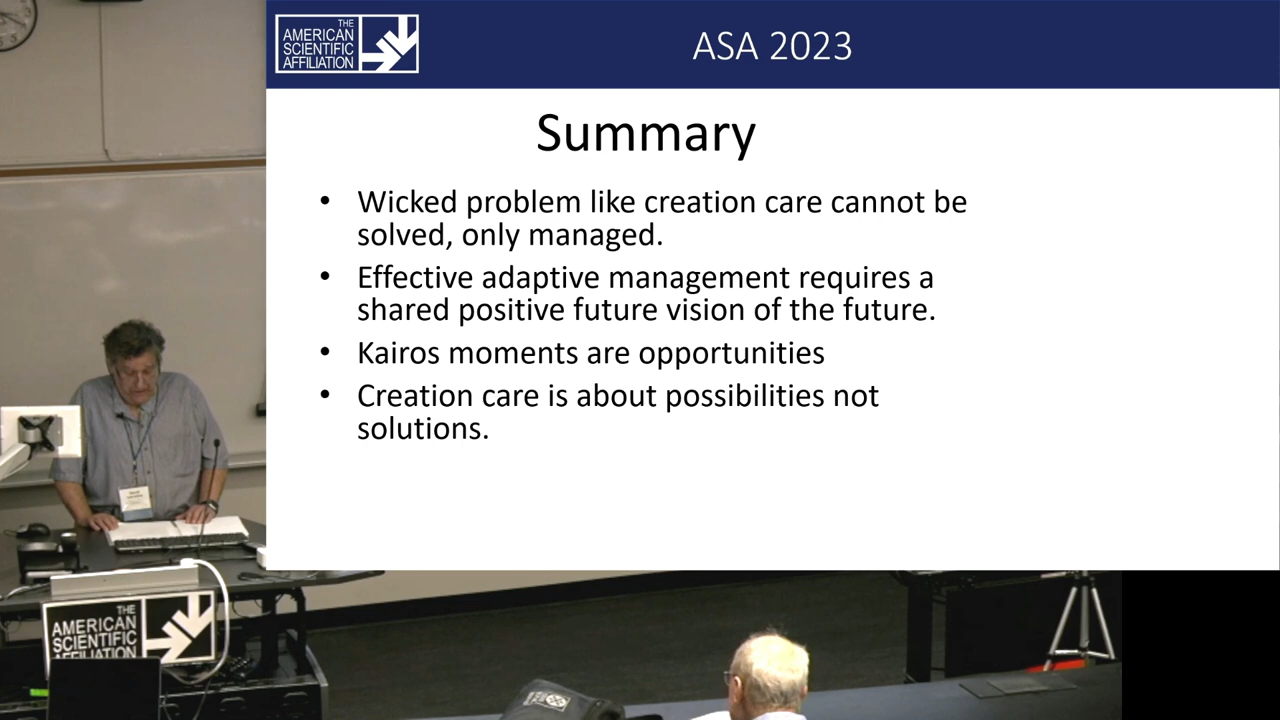 THE
AMERICAN
SCIENTIFIC
AFFILIATION
ASA 2023
Summary
• Wicked problem like creation care cannot be
solved, only managed.
• Effective adaptive management requires a
shared positive future vision of the future.
• Kairos moments are opportunities
• Creation care is about possibilities not
solutions.
THE
AMERICAN
SCIENTIFIC
AFFILIATION